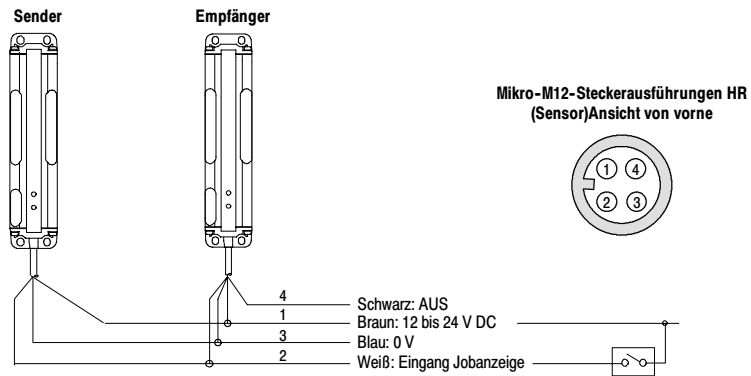 Sender
Empfänger
Mikro-M12-Steckerausführungen HR
(Sensor)Ansicht von vorne
1 4
2 3
4 Schwarz: AUS
1 Braun: 12 bis 24 V DC
3 Blau: 0 V
2 Weiß: Eingang Jobanzeige